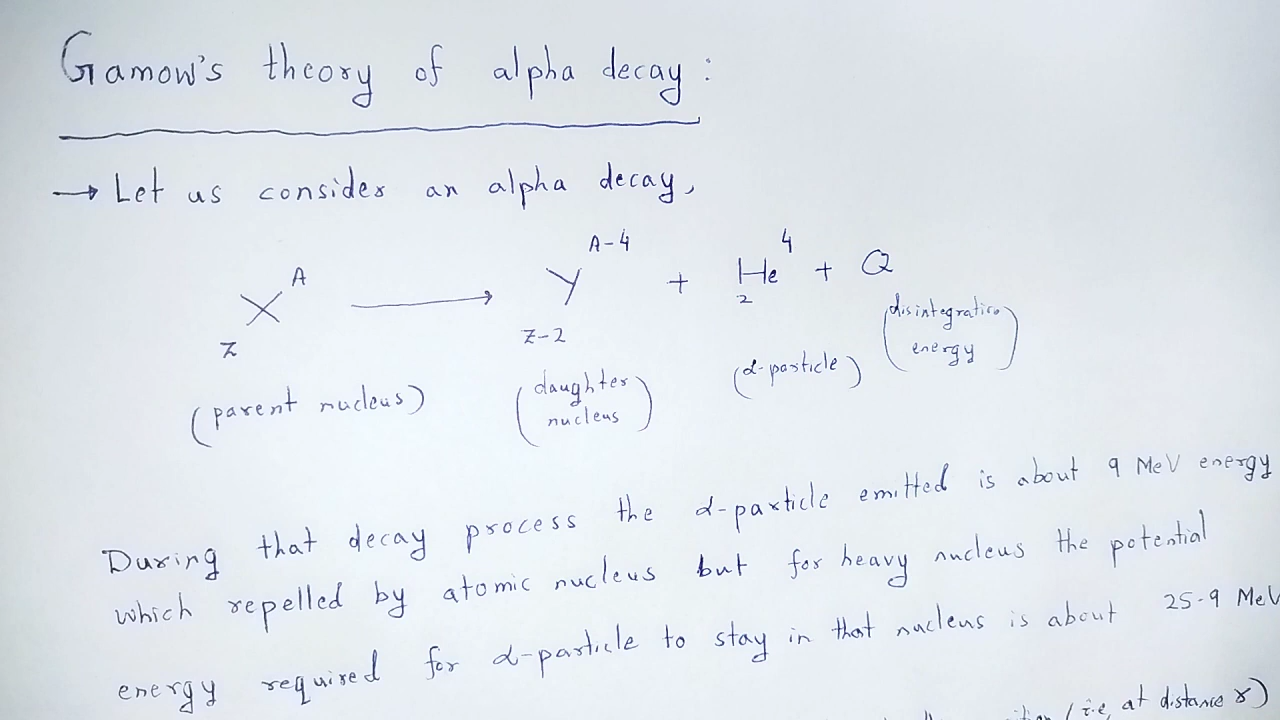 Gamow's theory of alpha decay :
→ Let us consider an alpha decay,
X A Z → Y A-4 Z-2 + He 4 2 + Q
(parent nucleus) (daughter nucleus) (α-particle) (disintegration energy)
During that decay process the α-particle emitted is about 9 MeV energy
which repelled by atomic nucleus but for heavy nucleus the potential
energy required for α-particle to stay in that nucleus is about 25.9 MeV
(i.e, at distance r)